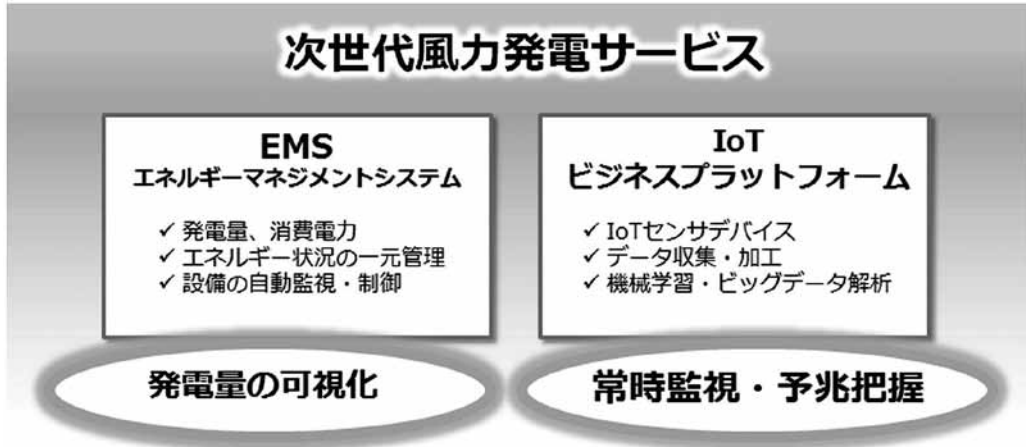 次世代風力発電サービス
EMS
エネルギーマネジメントシステム
✓ 発電量、消費電力
✓ エネルギー状況の一元管理
✓ 設備の自動監視・制御
発電量の可視化
IoT
ビジネスプラットフォーム
✓ IoTセンサデバイス
✓ データ収集・加工
✓ 機械学習・ビッグデータ解析
常時監視・予兆把握